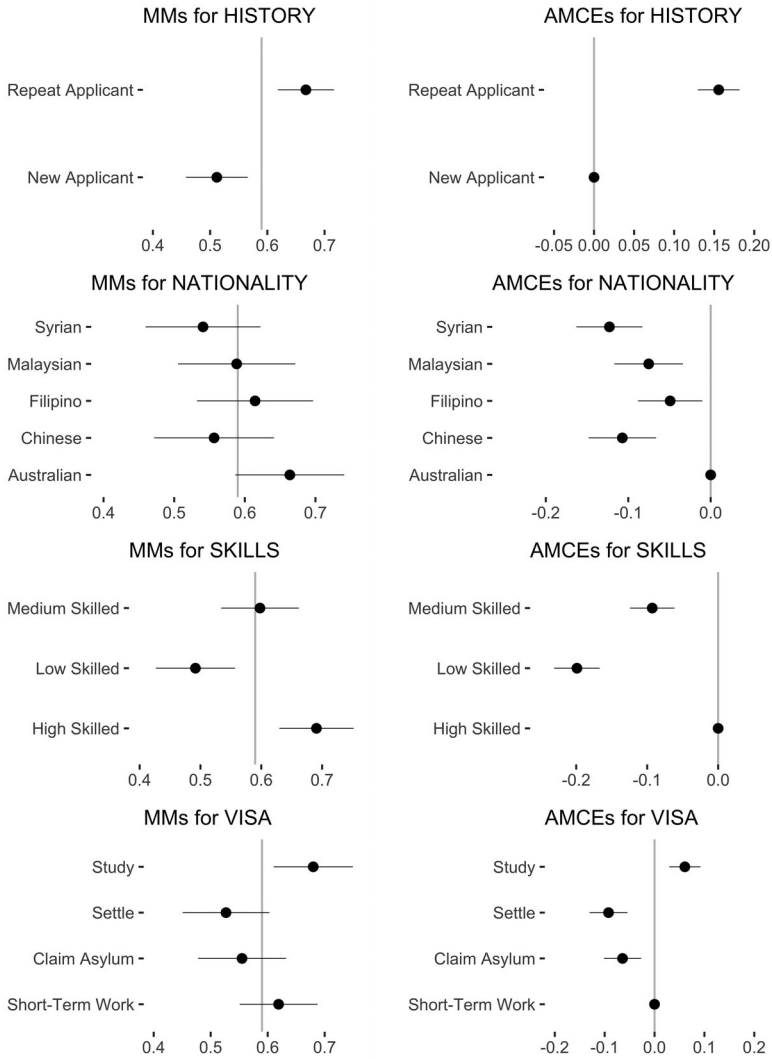 MMs for HISTORY
Repeat Applicant
New Applicant
0.4 0.5 0.6 0.7
AMCEs for HISTORY
Repeat Applicant
New Applicant
-0.05 0.00 0.05 0.10 0.15 0.20
MMs for NATIONALITY
Syrian
Malaysian
Filipino
Chinese
Australian
0.4 0.5 0.6 0.7
AMCEs for NATIONALITY
Syrian
Malaysian
Filipino
Chinese
Australian
-0.2 -0.1 0.0
MMs for SKILLS
Medium Skilled
Low Skilled
High Skilled
0.4 0.5 0.6 0.7
AMCEs for SKILLS
Medium Skilled
Low Skilled
High Skilled
-0.2 -0.1 0.0
MMs for VISA
Study
Settle
Claim Asylum
Short-Term Work
0.4 0.5 0.6 0.7
AMCEs for VISA
Study
Settle
Claim Asylum
Short-Term Work
-0.2 -0.1 0.0 0.1 0.2